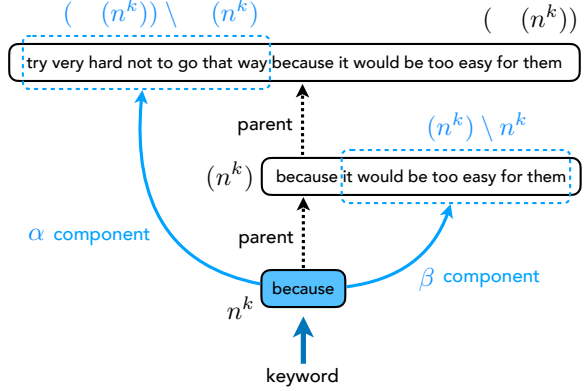 (    (n^k)) \    (n^k)
(    (n^k))
try very hard not to go that way because it would be too easy for them
parent
(n^k) \ n^k
(n^k)
because it would be too easy for them
α component
parent
β component
because
n^k
keyword